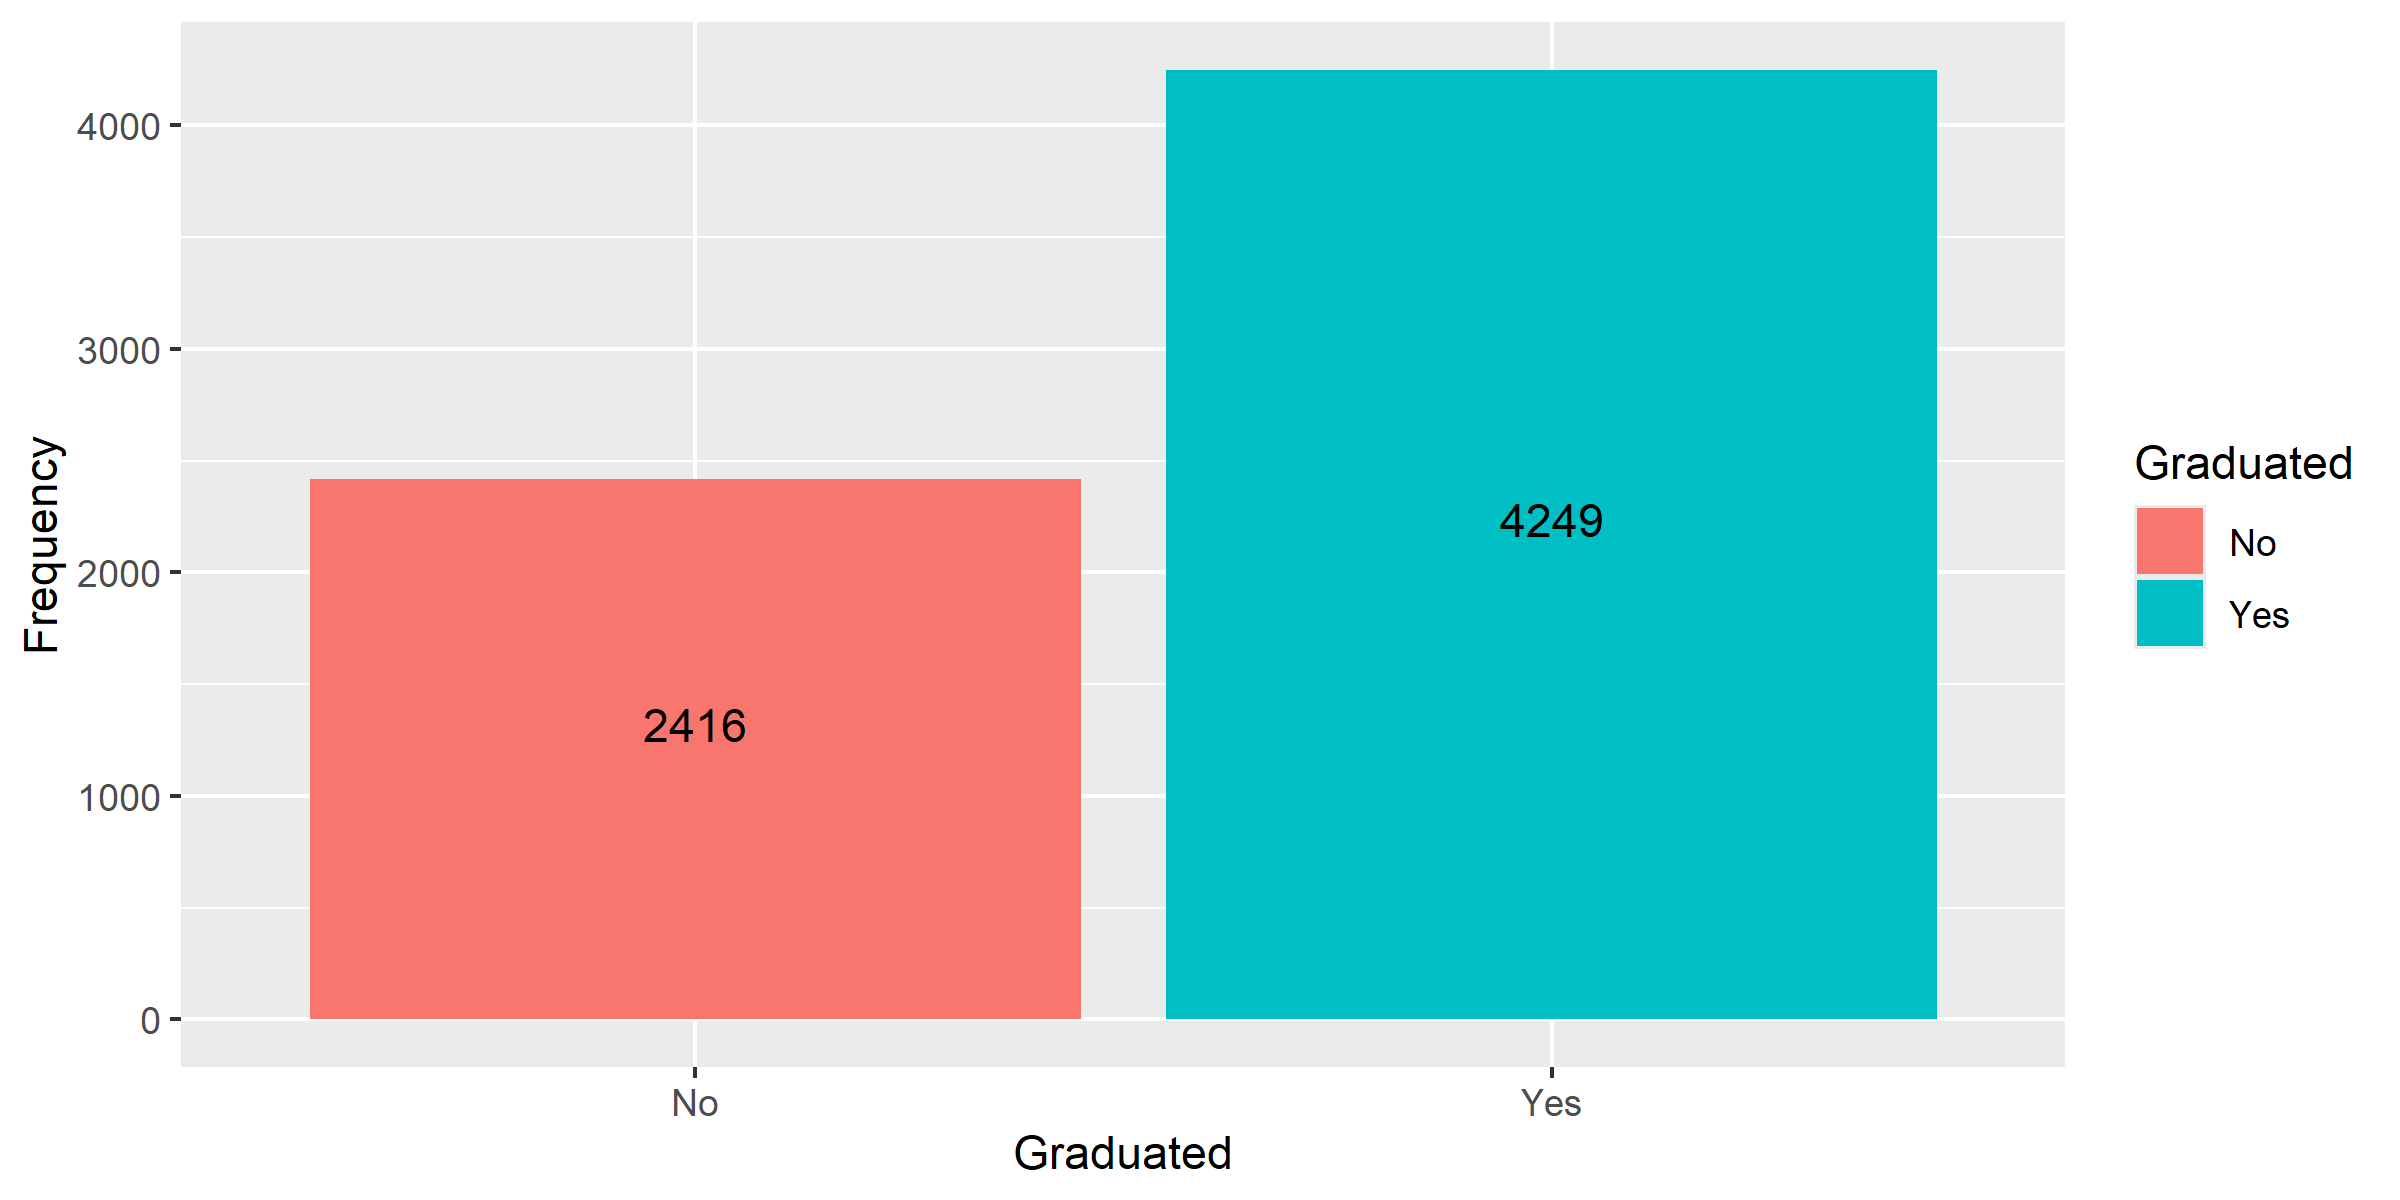 Frequency
4000
3000
2000
1000
0
2416
4249
No
Yes
Graduated
Graduated
No
Yes